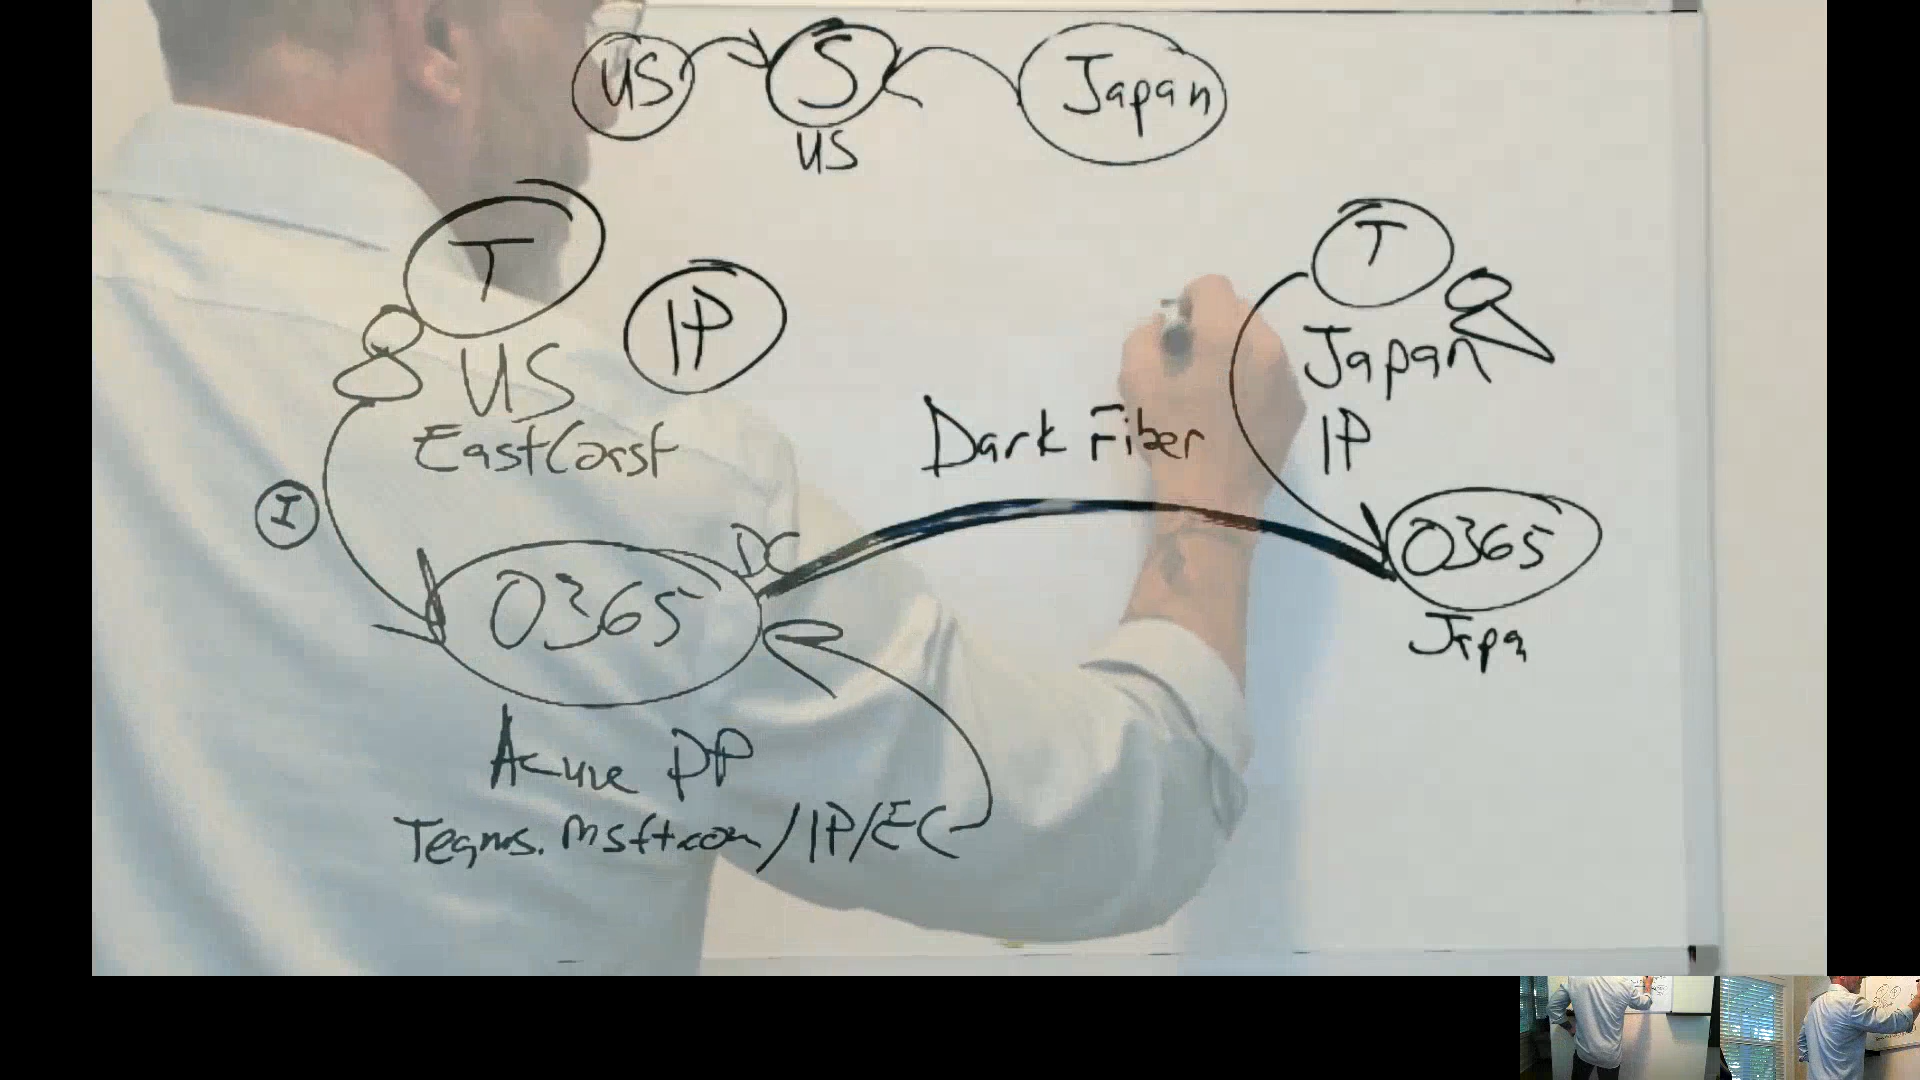 US S Japan
US
T IP T
US Japan
East Coast Dark Fiber IP
I
DC
O365 O365
Japa
Azure PP
Teams.Msft.com/IP/EC